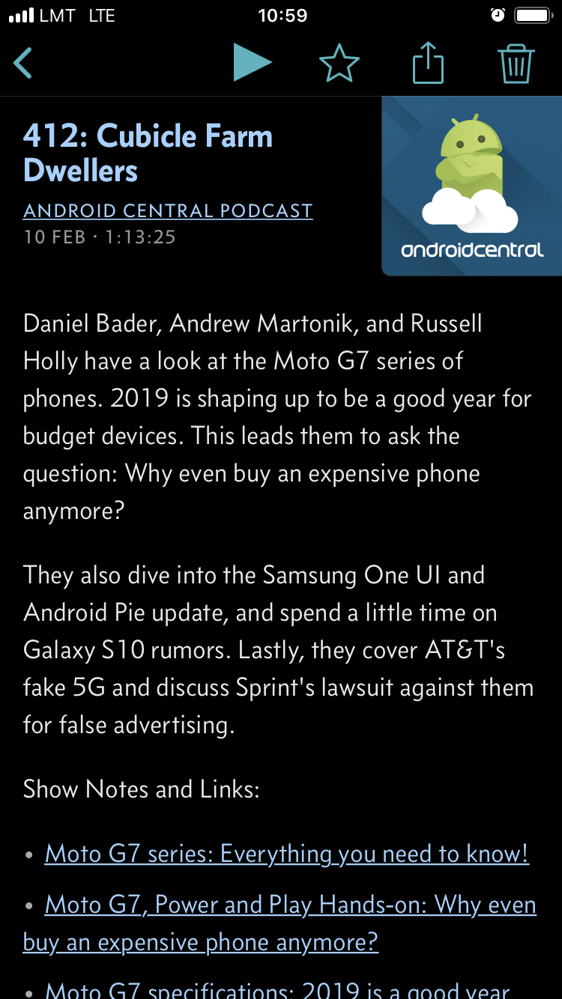 LMT LTE 10:59
412: Cubicle Farm
Dwellers
ANDROID CENTRAL PODCAST
10 FEB · 1:13:25
androidcentral
Daniel Bader, Andrew Martonik, and Russell
Holly have a look at the Moto G7 series of
phones. 2019 is shaping up to be a good year for
budget devices. This leads them to ask the
question: Why even buy an expensive phone
anymore?
They also dive into the Samsung One UI and
Android Pie update, and spend a little time on
Galaxy S10 rumors. Lastly, they cover AT&T's
fake 5G and discuss Sprint's lawsuit against them
for false advertising.
Show Notes and Links:
• Moto G7 series: Everything you need to know!
• Moto G7, Power and Play Hands-on: Why even
buy an expensive phone anymore?
• Moto G7 specifications: 2019 is a good year